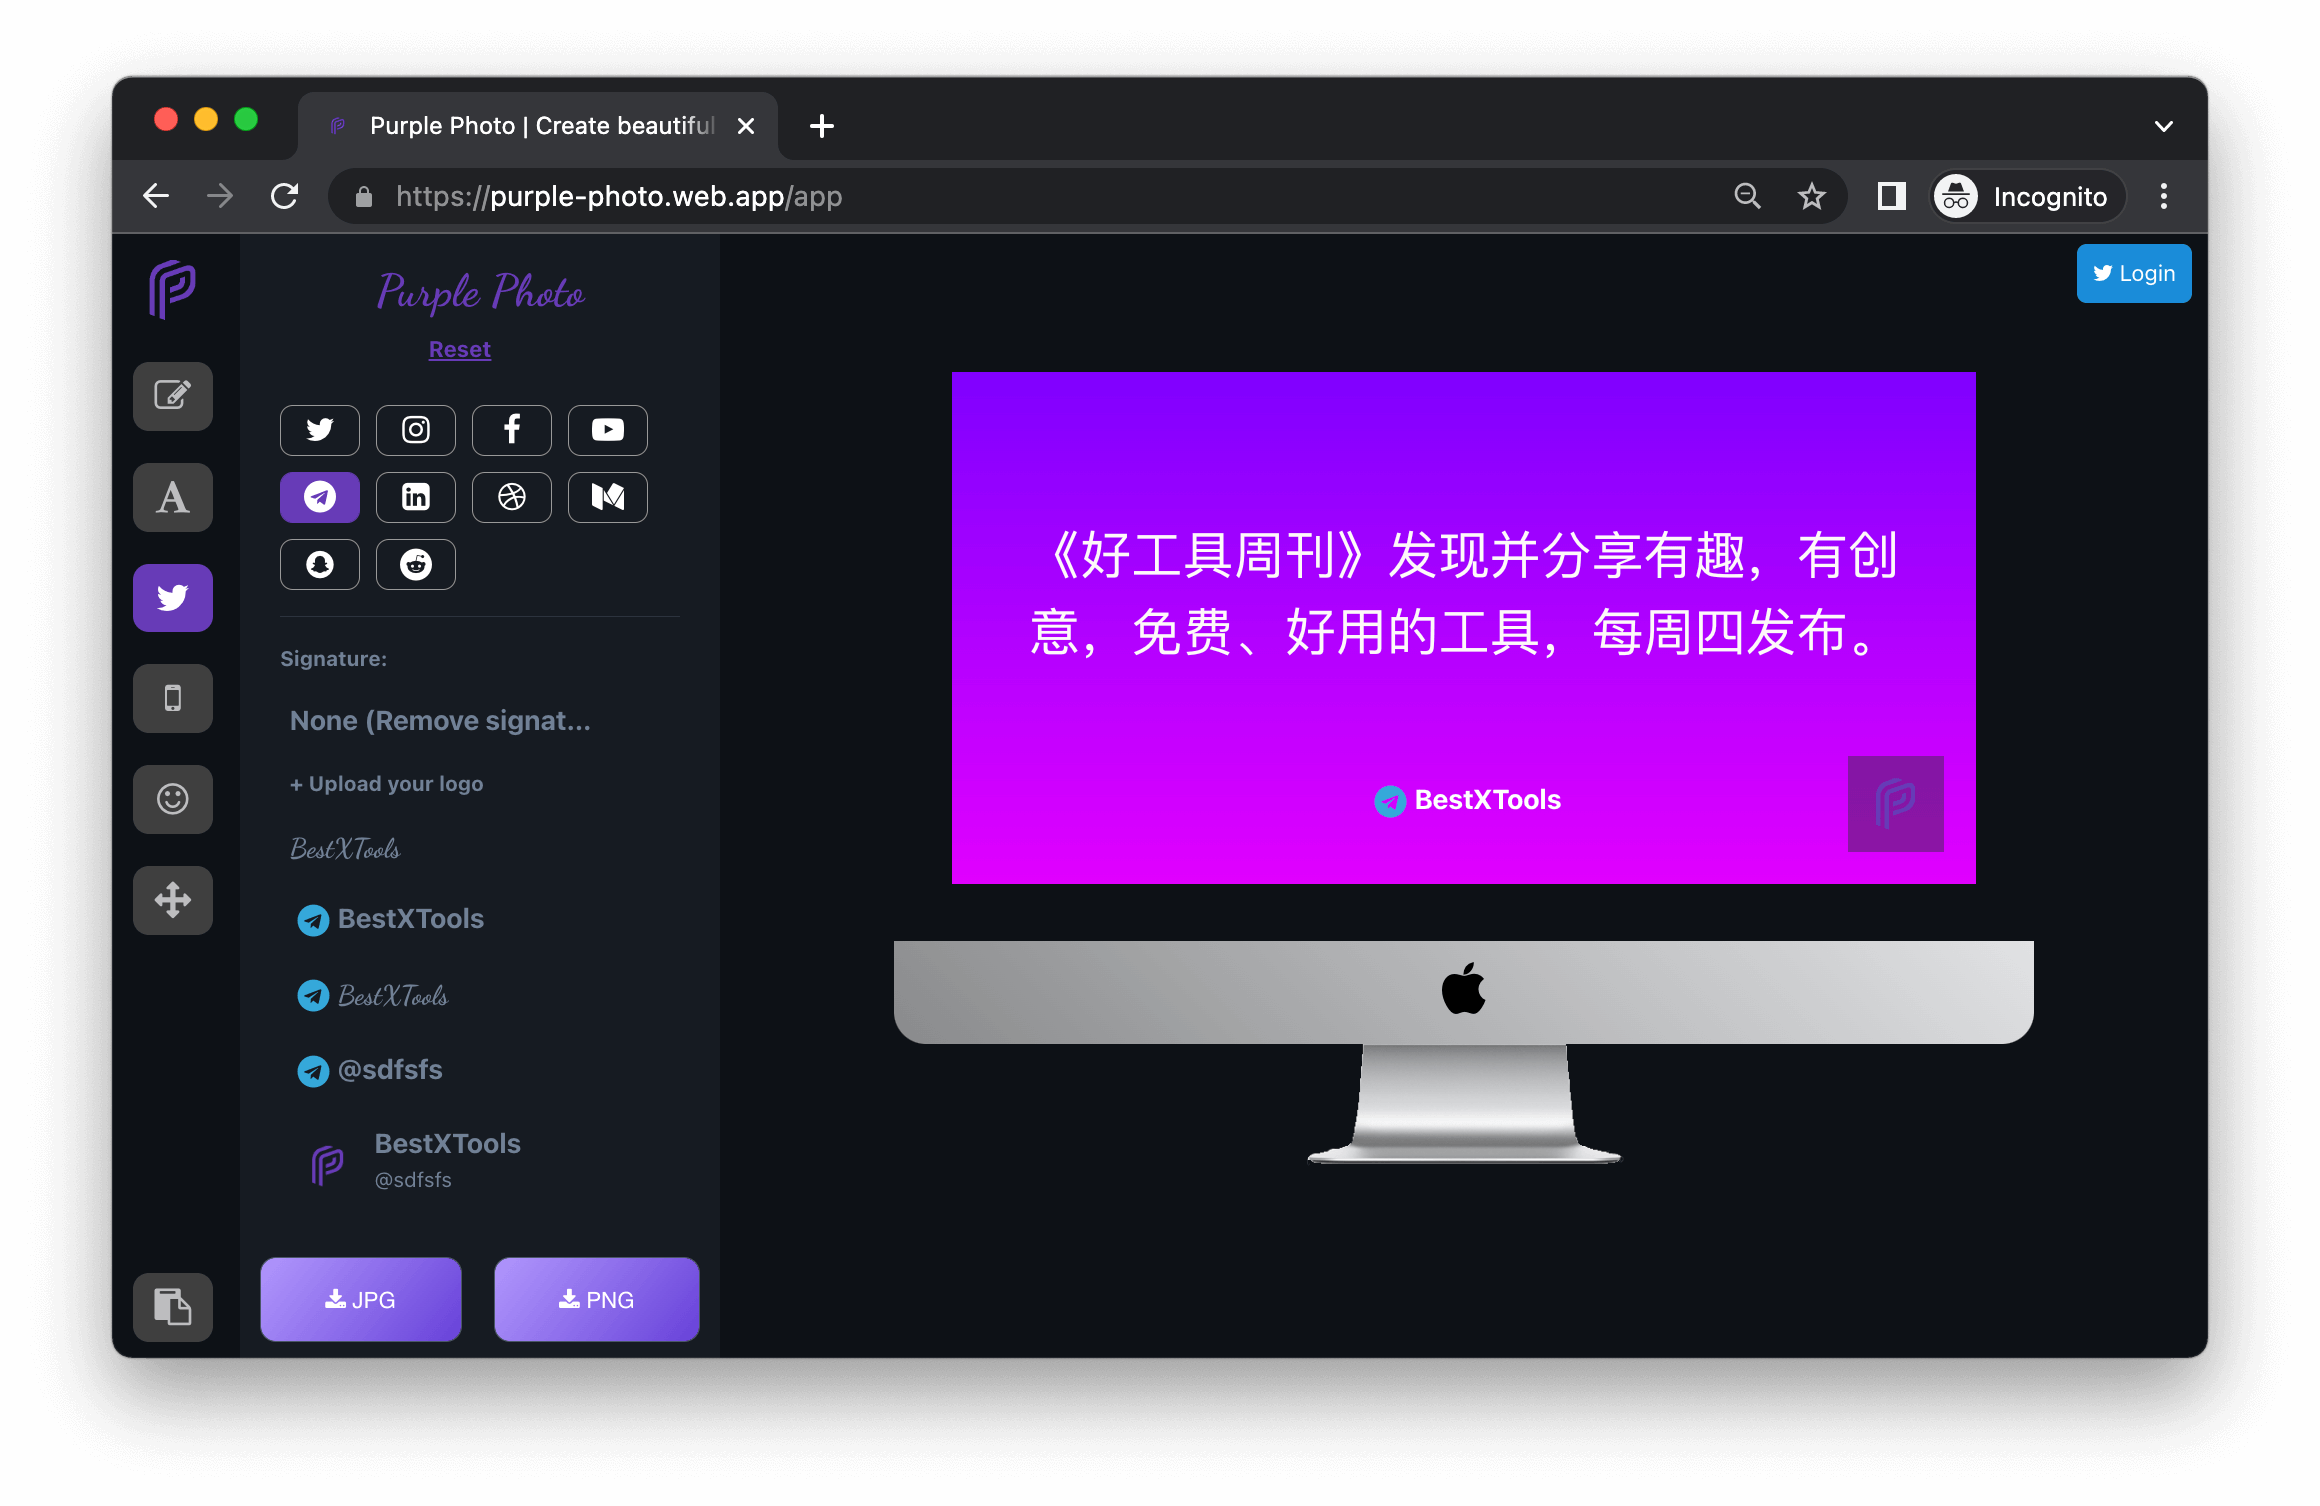 Purple Photo | Create beautiful
https://purple-photo.web.app/app
Incognito
Login
Purple Photo
Reset
Signature:
None (Remove signat...
+ Upload your logo
BestXTools
BestXTools
BestXTools
@sdfsfs
BestXTools
@sdfsfs
JPG
PNG
《好工具周刊》发现并分享有趣，有创
意，免费、好用的工具，每周四发布。
BestXTools